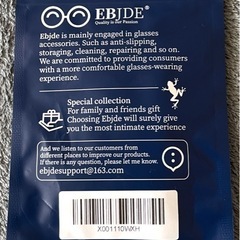 EBJDE
Quality is our Passion
Ebjde is mainly engaged in glasses
accessories. Such as anti-slipping,
storaging, cleaning, repairing and so on.
We are committed to providing consumers
with a more comfortable glasses-wearing
experience.
Special collection
For family and friends gift
Choosing Ebjde will surely give
you the most intimate experience
And we listen to our customers from
different places to improve our products.
If there is any question, please let me know.
ebjdesupport@163.com
X001110WXH